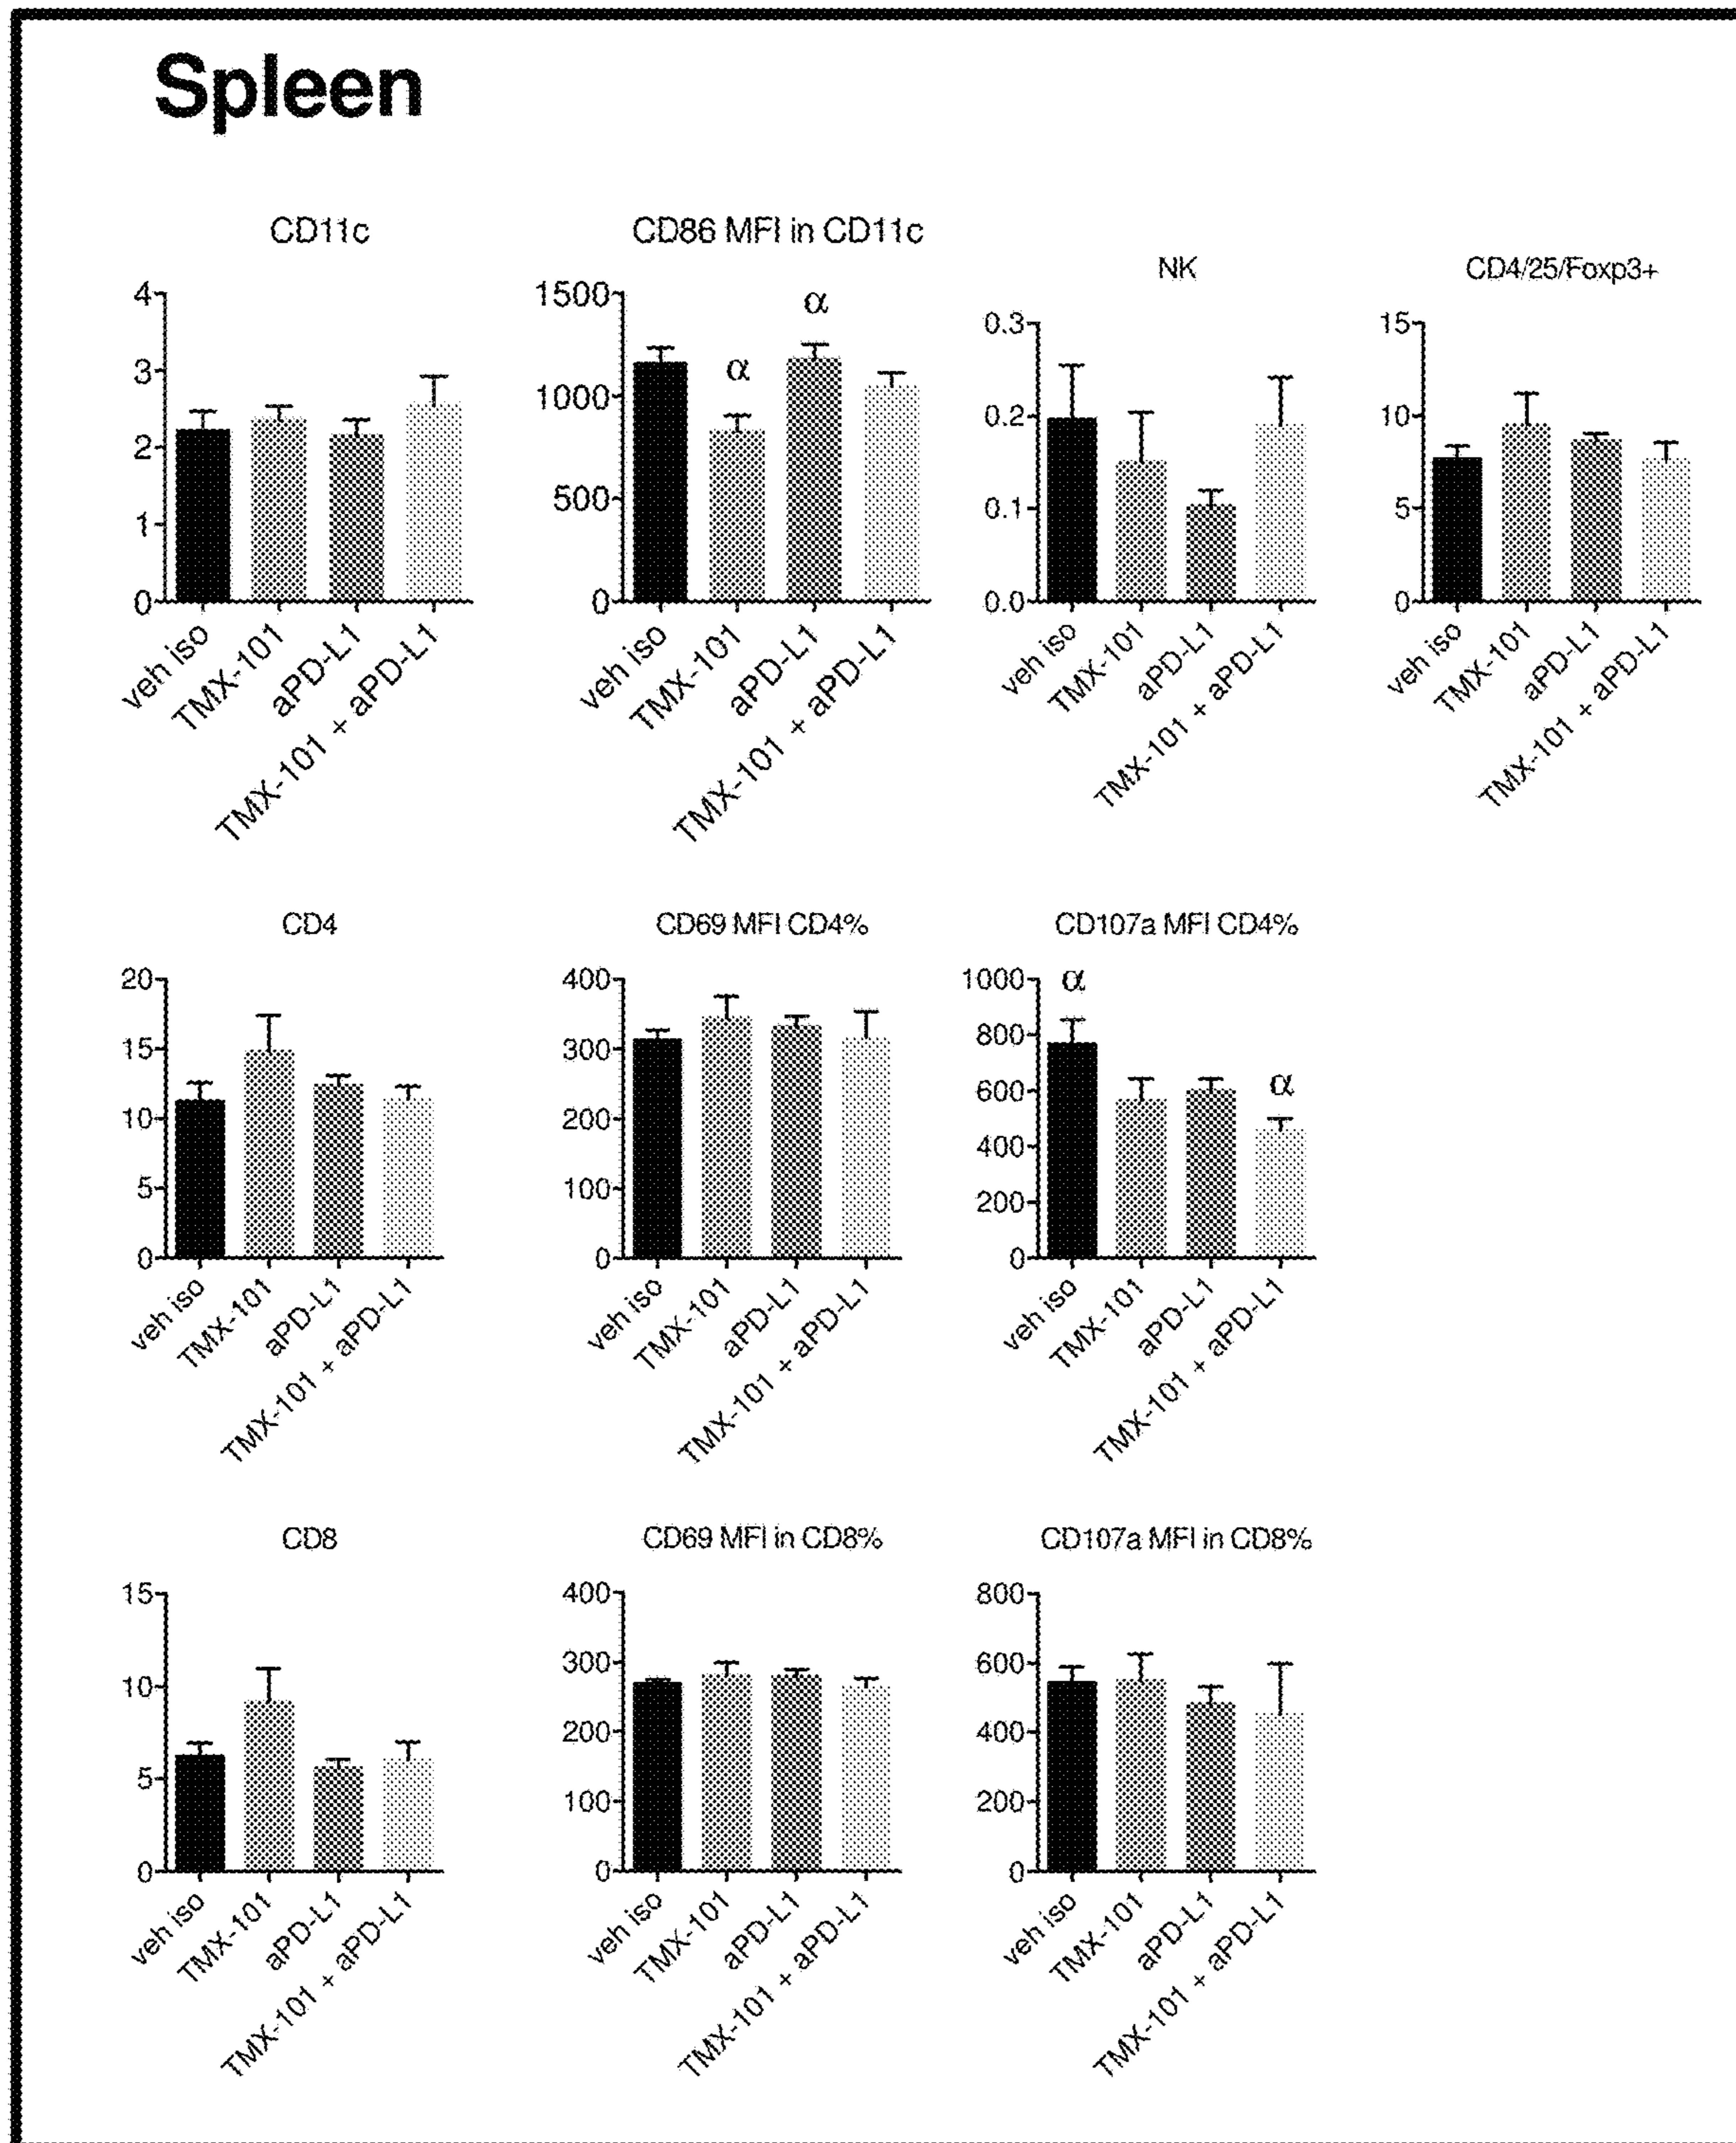 Spleen
CD11c
4
3
2
1
0
veh iso
TMX-101
aPD-L1
TMX-101 + aPD-L1
CD86 MFI in CD11c
1500
1000
500
0
α
α
veh iso
TMX-101
aPD-L1
TMX-101 + aPD-L1
NK
0.3
0.2
0.1
0.0
veh iso
TMX-101
aPD-L1
TMX-101 + aPD-L1
CD4/25/Foxp3+
15
10
5
0
veh iso
TMX-101
aPD-L1
TMX-101 + aPD-L1
CD4
20
15
10
5
0
veh iso
TMX-101
aPD-L1
TMX-101 + aPD-L1
CD69 MFI CD4%
400
300
200
100
0
veh iso
TMX-101
aPD-L1
TMX-101 + aPD-L1
CD107a MFI CD4%
1000
800
600
400
200
0
α
α
veh iso
TMX-101
aPD-L1
TMX-101 + aPD-L1
CD8
15
10
5
0
veh iso
TMX-101
aPD-L1
TMX-101 + aPD-L1
CD69 MFI in CD8%
400
300
200
100
0
veh iso
TMX-101
aPD-L1
TMX-101 + aPD-L1
CD107a MFI in CD8%
800
600
400
200
0
veh iso
TMX-101
aPD-L1
TMX-101 + aPD-L1